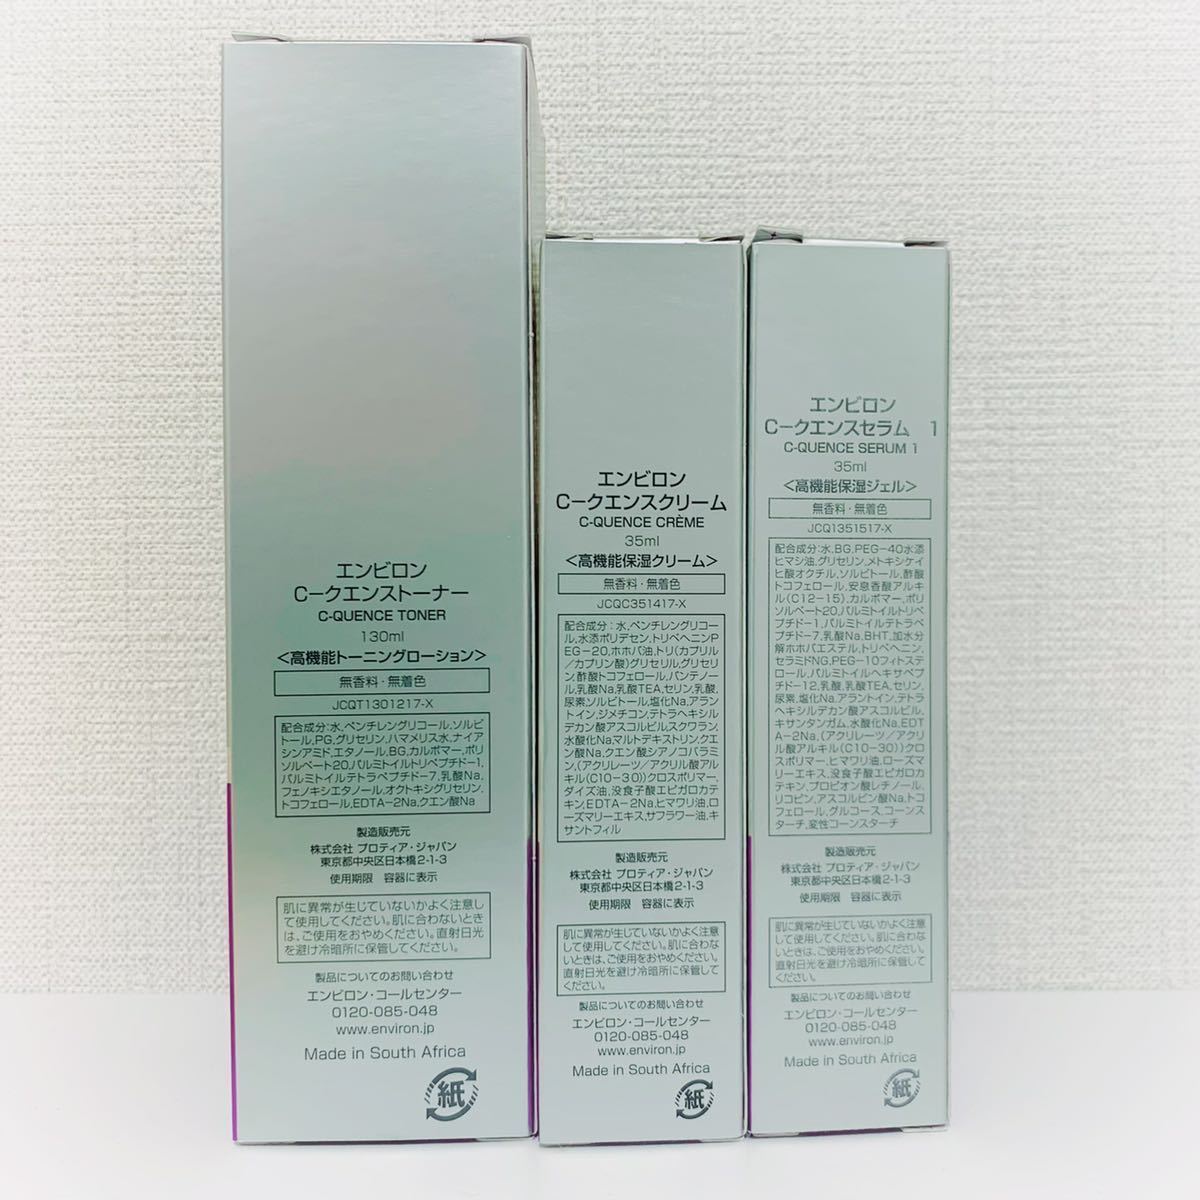 エンビロン
C-クエンストーナー
C-QUENCE TONER
130ml
<高機能トーニングローション>
無香料・無着色
JCQT1301217-X
配合成分:水,ペンチレングリコール,ソルビ
トール,PG,グリセリン,ハマメリス水,ナイア
シンアミド,エタノール,BG,カルボマー,ポリ
ソルベート20,パルミトイルトリペプチド-1,
パルミトイルテトラペプチド-7,乳酸Na,
フェノキシエタノール,オクトキシグリセリン,
トコフェロール,EDTA-2Na,クエン酸Na
製造販売元
株式会社 プロティア・ジャパン
東京都中央区日本橋2-1-3
使用期限 容器に表示
肌に異常が生じていないかよく注意し
て使用してください。肌に合わないとき
は、ご使用をおやめください。直射日光
を避け冷暗所に保管してください。
製品についてのお問い合わせ
エンビロン・コールセンター
0120-085-048
www.environ.jp
Made in South Africa
紙
エンビロン
C-クエンスクリーム
C-QUENCE CRÈME
35ml
<高機能保湿クリーム>
無香料・無着色
JCQC351417-X
配合成分:水,ペンチレングリコー
ル,水添ポリデセン,トリベヘニンP
EG-20,ホホバ油,トリ(カプリル
/カプリン酸)グリセリル,グリセリ
ン,酢酸トコフェロール,パンテノー
ル,乳酸Na,乳酸TEA,セリン,乳酸,
尿素,ソルビトール,塩化Na,アラン
トイン,ジメチコン,テトラヘキシル
デカン酸アスコルビル,スクワラン,
水酸化Na,マルトデキストリン,クエ
ン酸Na,クエン酸,シアノコバラミ
ン,(アクリレーツ/アクリル酸アル
キル(C10-30))クロスポリマー,
ダイズ油,没食子酸エピガロカテ
キン,EDTA-2Na,ヒマワリ油,ロ
ーズマリーエキス,サフラワー油,キ
サントフィル
製造販売元
株式会社 プロティア・ジャパン
東京都中央区日本橋2-1-3
使用期限 容器に表示
肌に異常が生じていないかよく注意し
て使用してください。肌に合わな
いときは、ご使用をおやめください。
直射日光を避け冷暗所に保管して
ください。
製品についてのお問い合わせ
エンビロン・コールセンター
0120-085-048
www.environ.jp
Made in South Africa
紙
エンビロン
C-クエンスセラム 1
C-QUENCE SERUM 1
35ml
<高機能保湿ジェル>
無香料・無着色
JCQ1351517-X
配合成分:水,BG,PEG-40水添
ヒマシ油,グリセリン,メトキシケイ
ヒ酸オクチル,ソルビトール,酢酸
トコフェロール,安息香酸アルキ
ル(C12-15),カルボマー,ポリ
ソルベート20,パルミトイルトリペ
プチド-1,パルミトイルテトラペプ
チド-7,乳酸Na,BHT,加水分
解ホホバエステル,トリベヘニン,
セラミドNG,PEG-10フィトステ
ロール,パルミトイルヘキサペプ
チド-12,乳酸,乳酸TEA,セリン,
尿素,塩化Na,アラントイン,テトラ
ヘキシルデカン酸アスコルビル,
キサンタンガム,水酸化Na,EDT
A-2Na,(アクリレーツ/アクリ
ル酸アルキル(C10-30))クロ
スポリマー,ヒマワリ油,ローズマ
リーエキス,没食子酸エピガロカ
テキン,プロピオン酸レチノール,
リコピン,アスコルビン酸Na,トコ
フェロール,グルコース,コーンス
ターチ,変性コーンスターチ
製造販売元
株式会社 プロティア・ジャパン
東京都中央区日本橋2-1-3
使用期限 容器に表示
肌に異常が生じていないかよく注意し
て使用してください。肌に合わな
いときは、ご使用をおやめください。
直射日光を避け冷暗所に保管して
ください。
製品についてのお問い合わせ
エンビロン・コールセンター
0120-085-048
www.environ.jp
Made in South Africa
紙